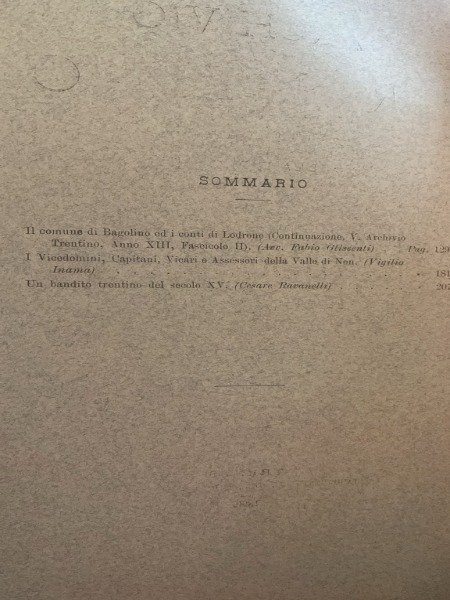 SOMMARIO
Il comune di Bagolino ed i conti di Lodrone (Continuazione, V. Archivio
Trentino, Anno XIII, Fascicolo II). (Avv. Fabio Glissenti) . Pag. 129
I Vicedomini, Capitani, Vicari e Assessori della Valle di Non. (Vigilio
Inama) . . . . . . . . . . . . . 181
Un bandito trentino del secolo XV. (Cesare Ravanelli) . . . . . 207